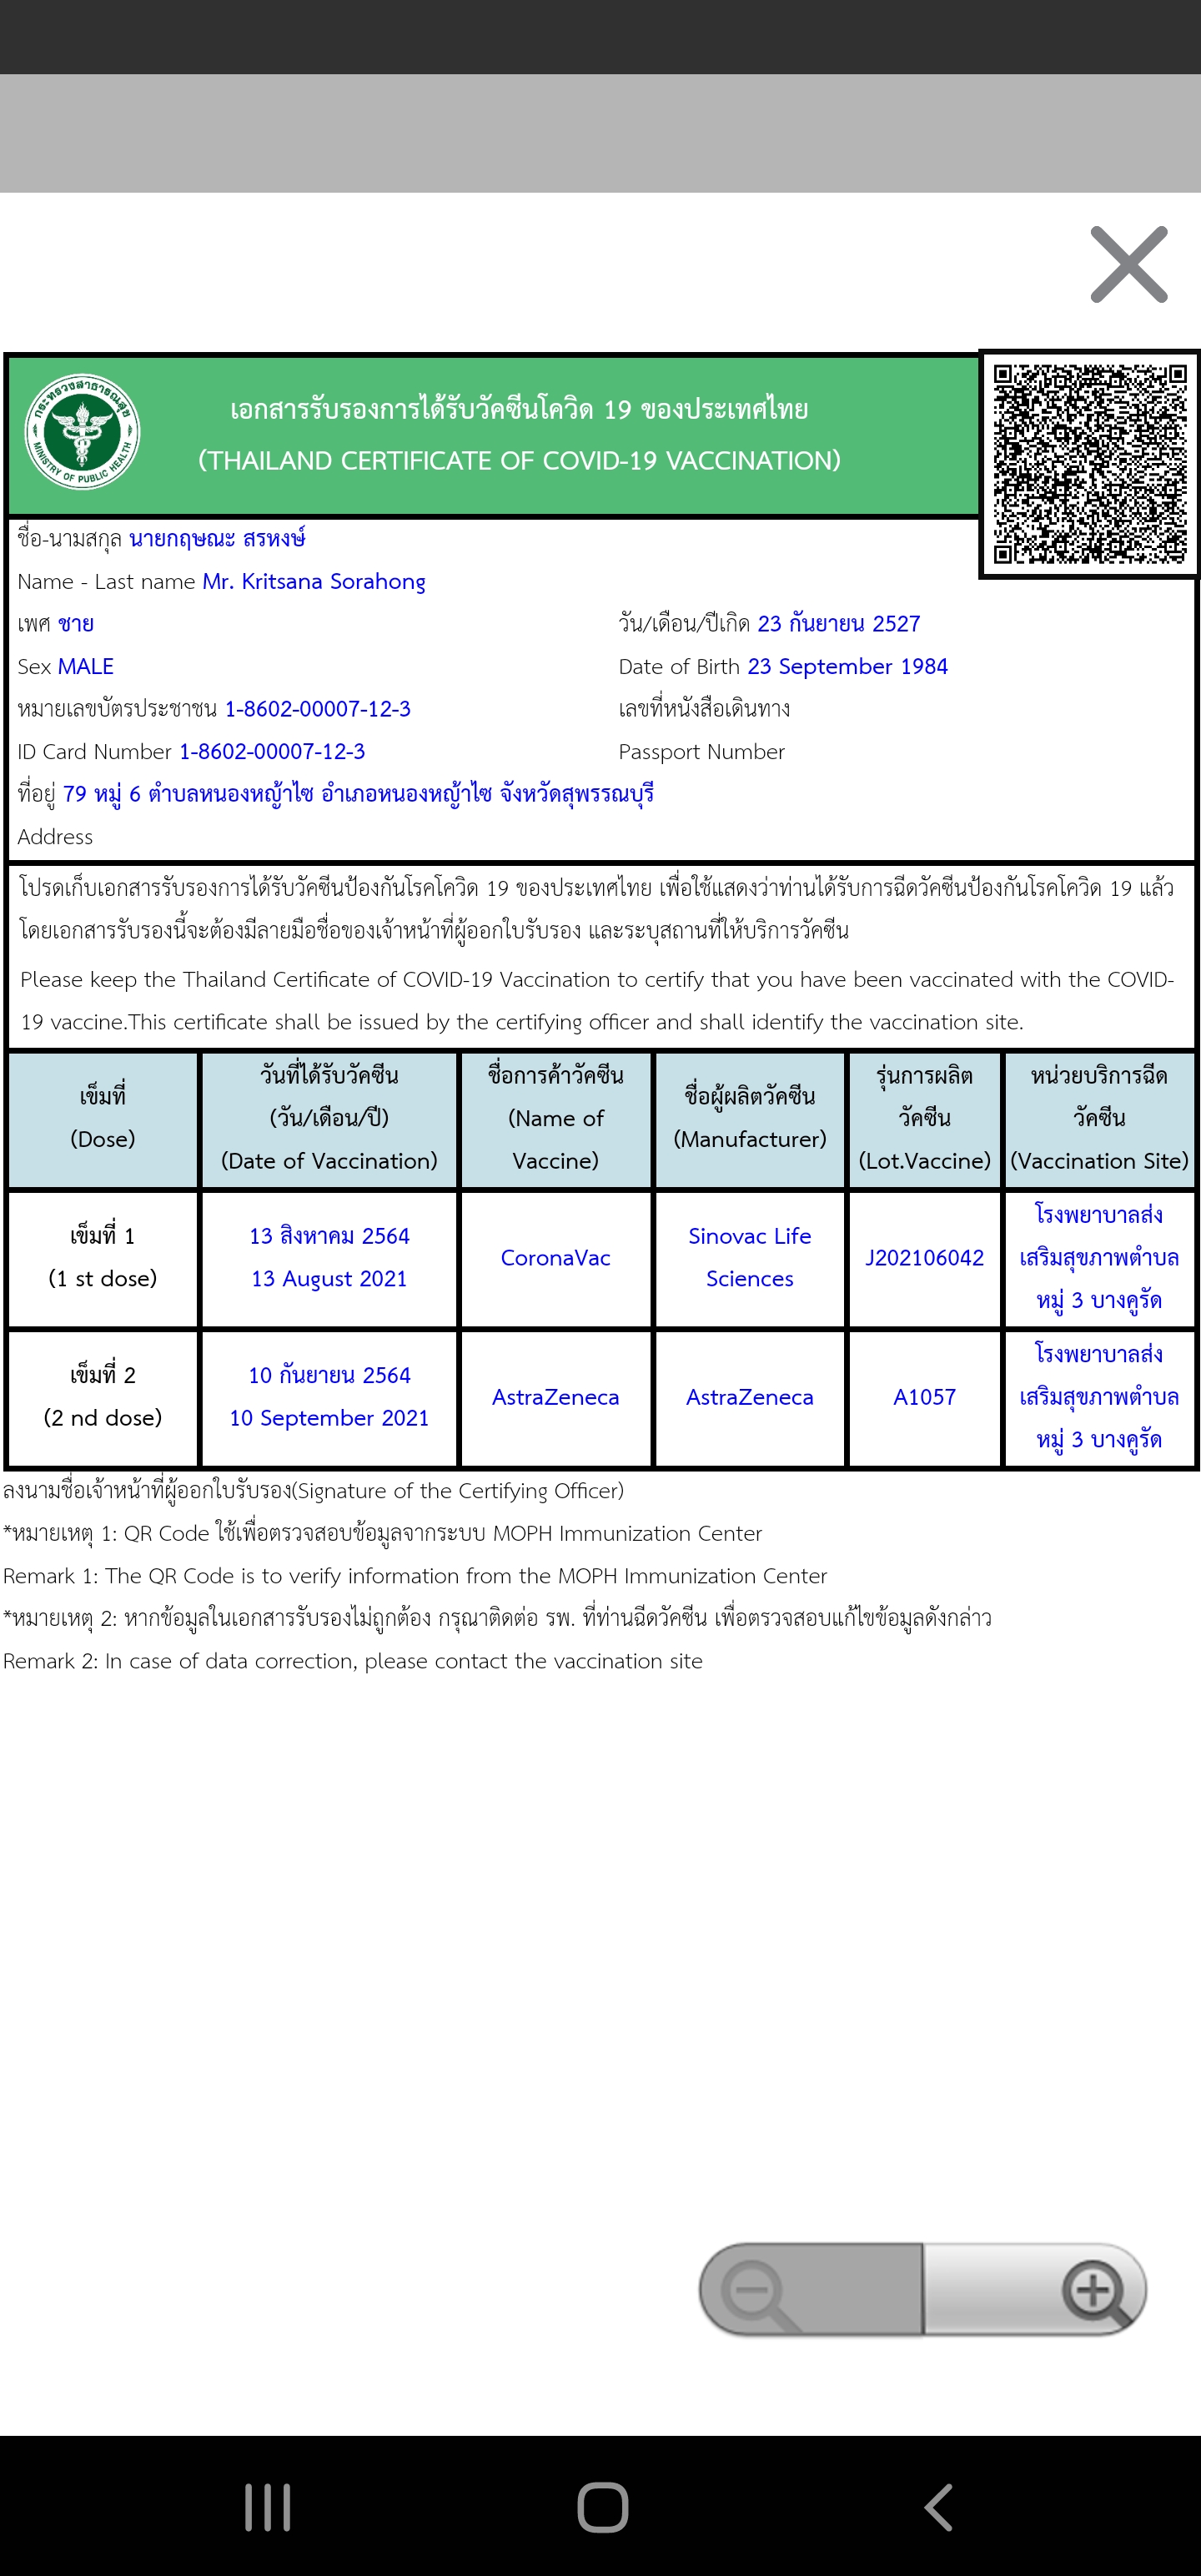 กระทรวงสาธารณสุข
MINISTRY OF PUBLIC HEALTH
เอกสารรับรองการได้รับวัคซีนโควิด 19 ของประเทศไทย
(THAILAND CERTIFICATE OF COVID-19 VACCINATION)
ชื่อ-นามสกุล นายกฤษณะ สรหงษ์
Name - Last name Mr. Kritsana Sorahong
เพศ ชาย
วัน/เดือน/ปีเกิด 23 กันยายน 2527
Sex MALE
Date of Birth 23 September 1984
หมายเลขบัตรประชาชน 1-8602-00007-12-3
เลขที่หนังสือเดินทาง
ID Card Number 1-8602-00007-12-3
Passport Number
ที่อยู่ 79 หมู่ 6 ตำบลหนองหญ้าไซ อำเภอหนองหญ้าไซ จังหวัดสุพรรณบุรี
Address
โปรดเก็บเอกสารรับรองการได้รับวัคซีนป้องกันโรคโควิด 19 ของประเทศไทย เพื่อใช้แสดงว่าท่านได้รับการฉีดวัคซีนป้องกันโรคโควิด 19 แล้ว
โดยเอกสารรับรองนี้จะต้องมีลายมือชื่อของเจ้าหน้าที่ผู้ออกใบรับรอง และระบุสถานที่ให้บริการวัคซีน
Please keep the Thailand Certificate of COVID-19 Vaccination to certify that you have been vaccinated with the COVID-
19 vaccine.This certificate shall be issued by the certifying officer and shall identify the vaccination site.
เข็มที่
(Dose)
วันที่ได้รับวัคซีน
(วัน/เดือน/ปี)
(Date of Vaccination)
ชื่อการค้าวัคซีน
(Name of
Vaccine)
ชื่อผู้ผลิตวัคซีน
(Manufacturer)
รุ่นการผลิต
วัคซีน
(Lot.Vaccine)
หน่วยบริการฉีด
วัคซีน
(Vaccination Site)
เข็มที่ 1
(1 st dose)
13 สิงหาคม 2564
13 August 2021
CoronaVac
Sinovac Life
Sciences
J202106042
โรงพยาบาลส่ง
เสริมสุขภาพตำบล
หมู่ 3 บางคูรัด
เข็มที่ 2
(2 nd dose)
10 กันยายน 2564
10 September 2021
AstraZeneca
AstraZeneca
A1057
โรงพยาบาลส่ง
เสริมสุขภาพตำบล
หมู่ 3 บางคูรัด
ลงนามชื่อเจ้าหน้าที่ผู้ออกใบรับรอง(Signature of the Certifying Officer)
*หมายเหตุ 1: QR Code ใช้เพื่อตรวจสอบข้อมูลจากระบบ MOPH Immunization Center
Remark 1: The QR Code is to verify information from the MOPH Immunization Center
*หมายเหตุ 2: หากข้อมูลในเอกสารรับรองไม่ถูกต้อง กรุณาติดต่อ รพ. ที่ท่านฉีดวัคซีน เพื่อตรวจสอบแก้ไขข้อมูลดังกล่าว
Remark 2: In case of data correction, please contact the vaccination site